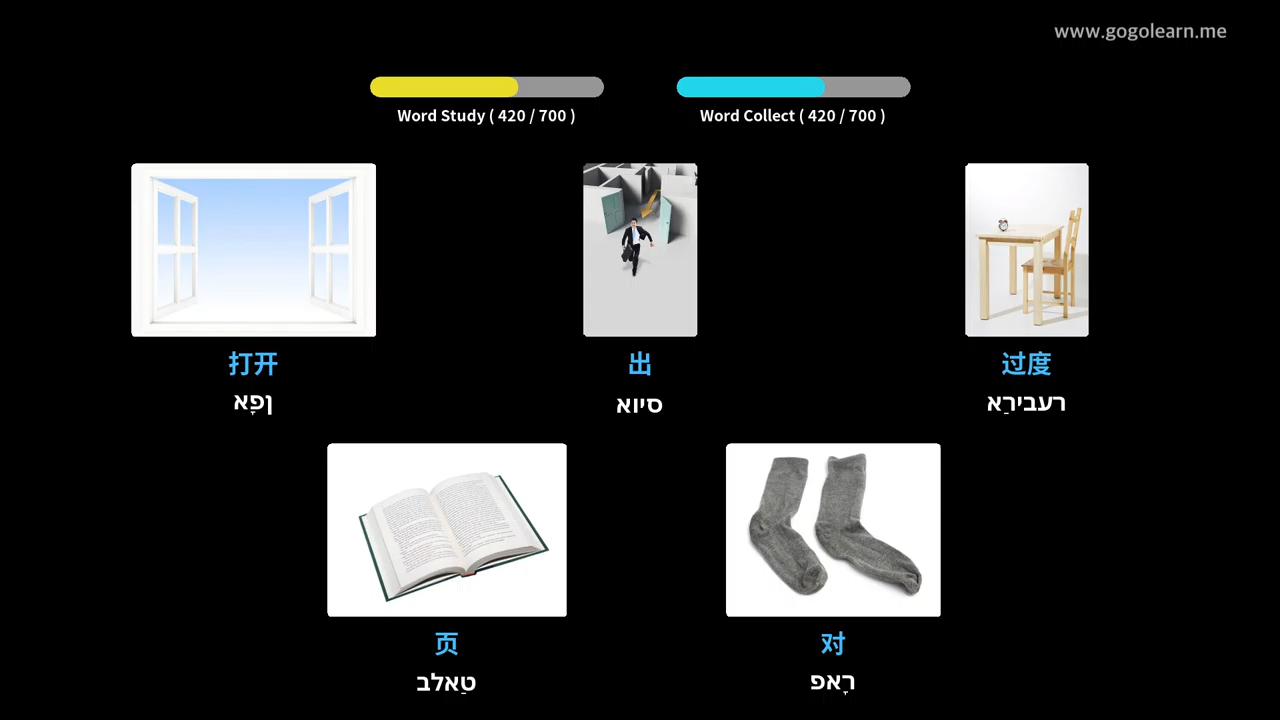 www.gogolearn.me
Word Study ( 420 / 700 )
Word Collect ( 420 / 700 )
打开
ןפָא
出
סיוא
过度
רעבירַא
页
טַאלב
对
רָאפ